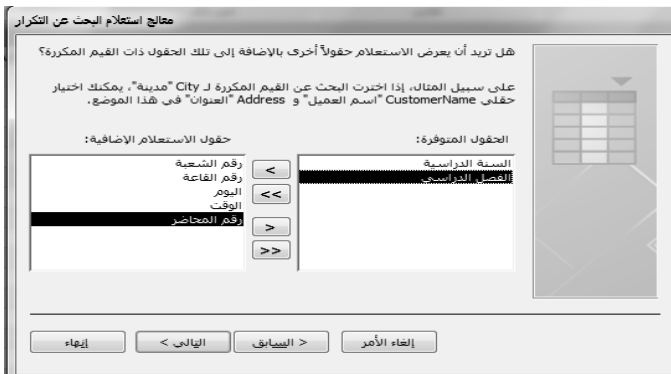 معالج استعلام البحث عن التكرار
هل تريد أن يعرض الاستعلام حقولاً أخرى بالإضافة إلى تلك الحقول ذات القيم المكررة؟
على سبيل المثال، إذا اخترت البحث عن القيم المكررة لـ City "مدينة"، يمكنك اختيار
حقلي CustomerName "اسم العميل" و Address "العنوان" في هذا الموضع.
الحقول المتوفرة:
السنة الدراسية
الفصل الدراسي
>
>>
<
<<
حقول الاستعلام الإضافية:
رقم الشعبة
رقم القاعة
اليوم
الوقت
رقم المحاضر
إلغاء الأمر
< السابق
التالي >
إنهاء